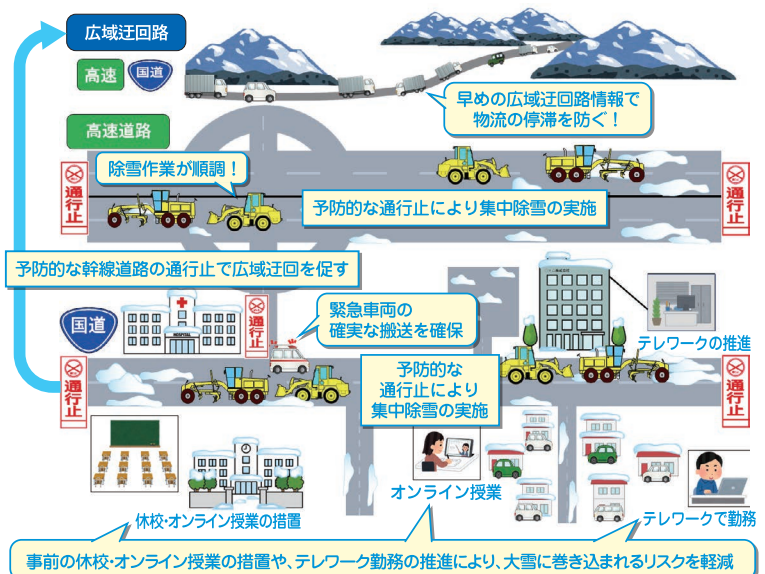 広域迂回路
高速
国道
早めの広域迂回路情報で
物流の停滞を防ぐ！
高速道路
除雪作業が順調！
通行止
予防的な通行止により集中除雪の実施
通行止
予防的な幹線道路の通行止で広域迂回を促す
国道
HOSPITAL
通行止
緊急車両の
確実な搬送を確保
テレワークの推進
通行止
予防的な
通行止により
集中除雪の実施
通行止
オンライン授業
休校・オンライン授業の措置
テレワークで勤務
事前の休校・オンライン授業の措置や、テレワーク勤務の推進により、大雪に巻き込まれるリスクを軽減